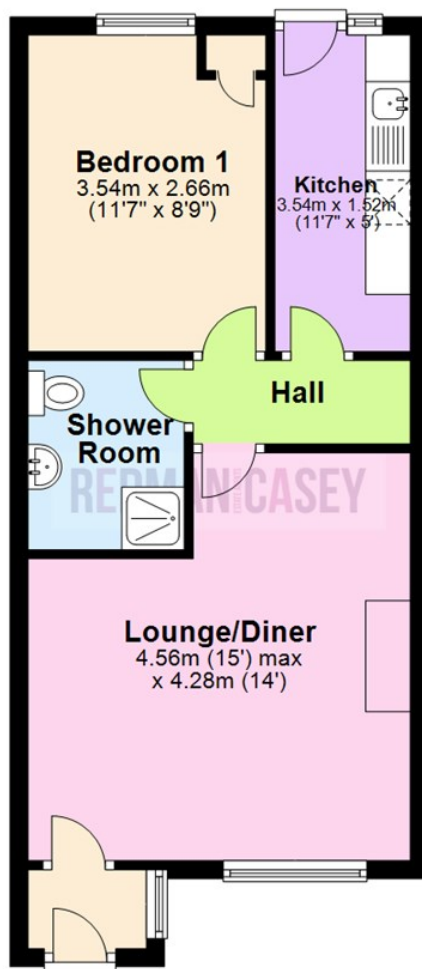 Bedroom 1
3.54m x 2.66m
(11'7" x 8'9")
Kitchen
3.54m x 1.52m
(11'7" x 5')
Hall
Shower
Room
REDMAN CASEY
Lounge/Diner
4.56m (15') max
x 4.28m (14')